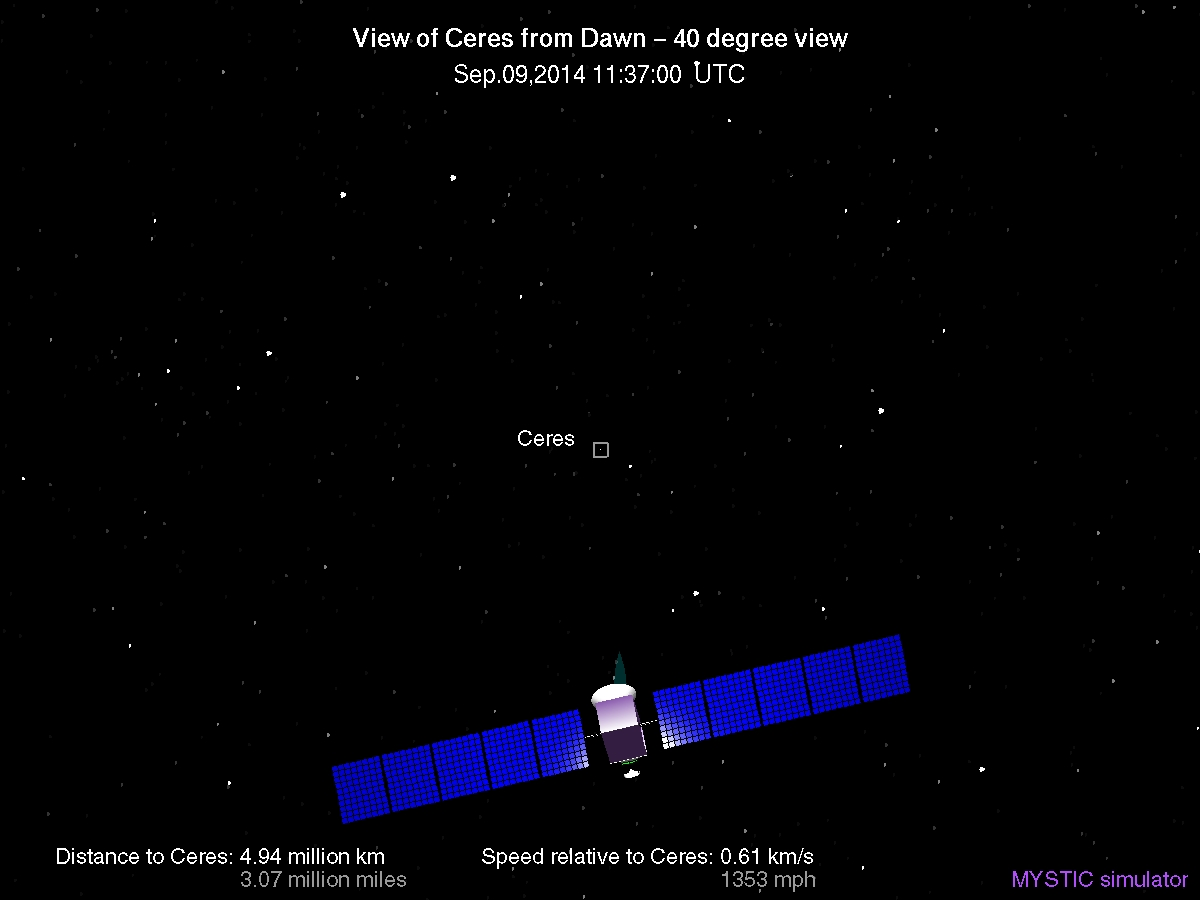 View of Ceres from Dawn – 40 degree view
Sep.09,2014 11:37:00 UTC
Ceres
Distance to Ceres: 4.94 million km
3.07 million miles
Speed relative to Ceres: 0.61 km/s
1353 mph
MYSTIC simulator